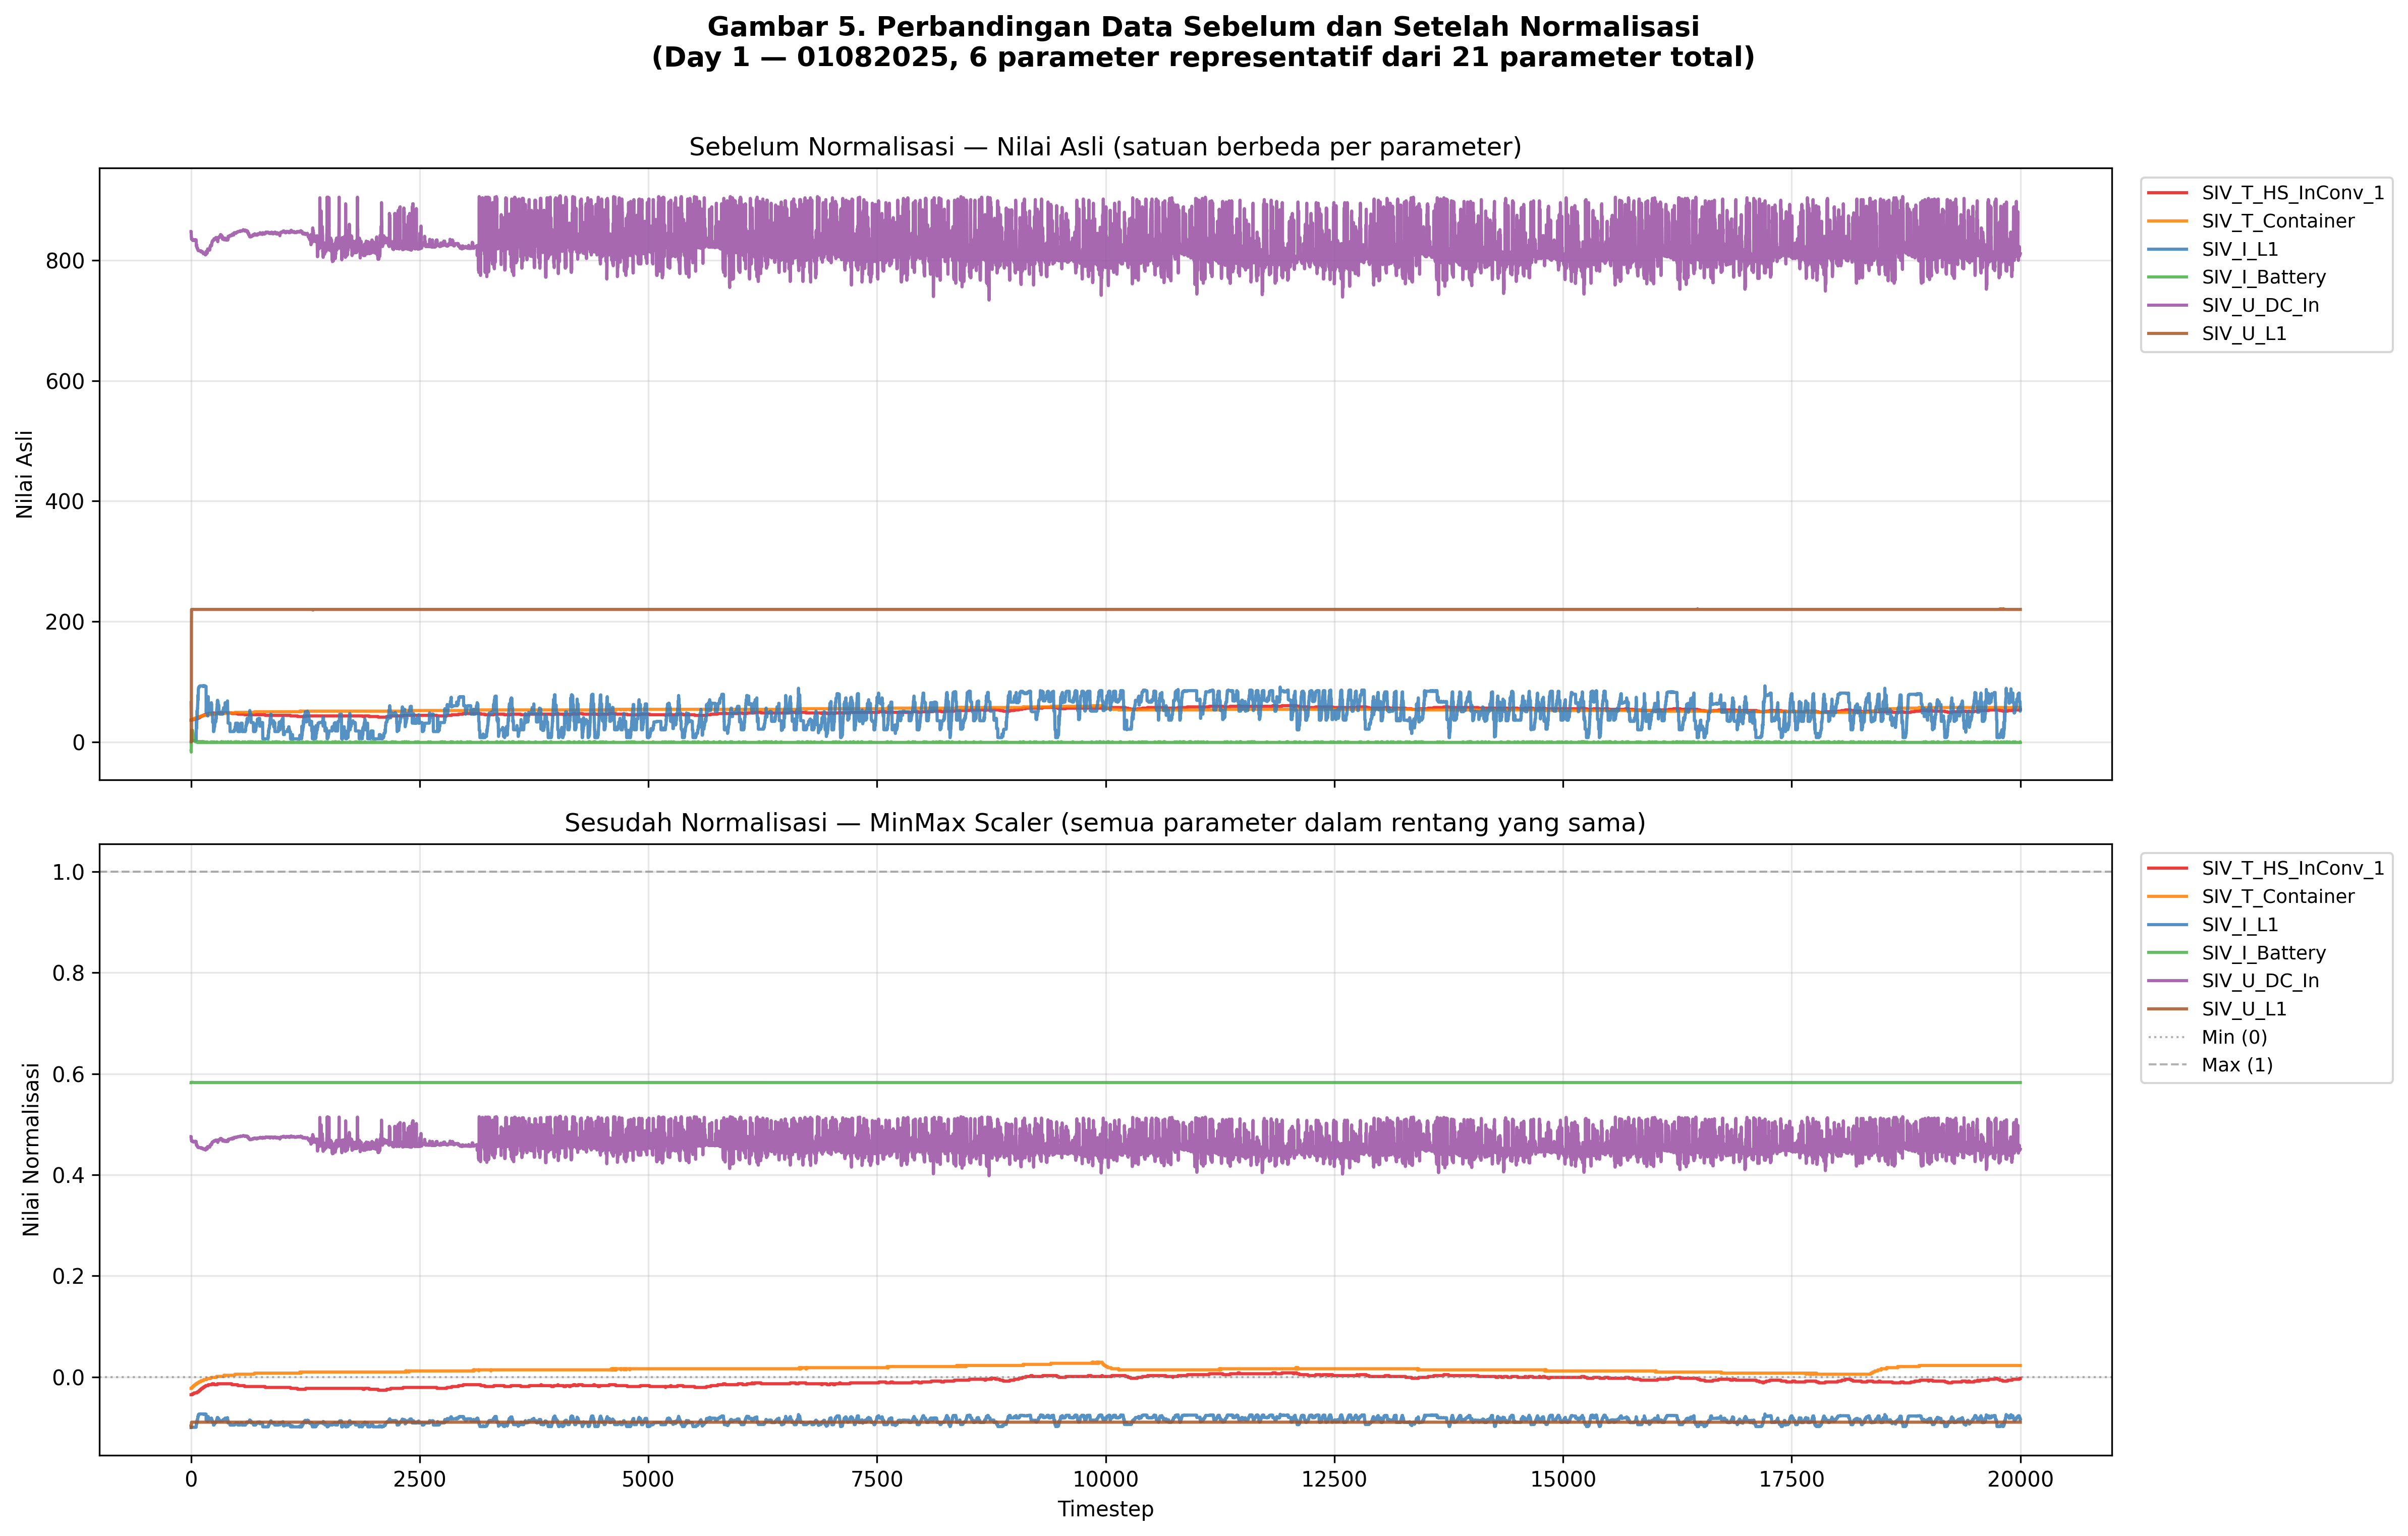 Gambar 5. Perbandingan Data Sebelum dan Setelah Normalisasi
(Day 1 — 01082025, 6 parameter representatif dari 21 parameter total)
Sebelum Normalisasi — Nilai Asli (satuan berbeda per parameter)
Nilai Asli
800
600
400
200
0
SIV_T_HS_InConv_1
SIV_T_Container
SIV_I_L1
SIV_I_Battery
SIV_U_DC_In
SIV_U_L1
Sesudah Normalisasi — MinMax Scaler (semua parameter dalam rentang yang sama)
Nilai Normalisasi
1.0
0.8
0.6
0.4
0.2
0.0
SIV_T_HS_InConv_1
SIV_T_Container
SIV_I_L1
SIV_I_Battery
SIV_U_DC_In
SIV_U_L1
Min (0)
Max (1)
0 2500 5000 7500 10000 12500 15000 17500 20000
Timestep